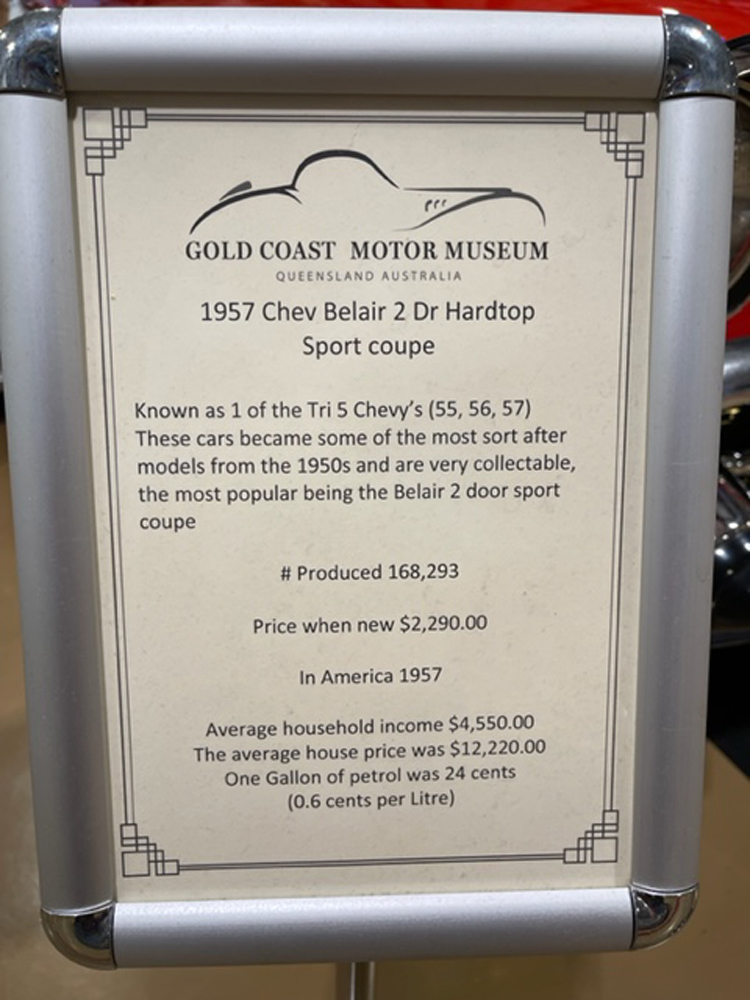 GOLD COAST MOTOR MUSEUM
QUEENSLAND AUSTRALIA
1957 Chev Belair 2 Dr Hardtop
Sport coupe
Known as 1 of the Tri 5 Chevy's (55, 56, 57)
These cars became some of the most sort after
models from the 1950s and are very collectable,
the most popular being the Belair 2 door sport
coupe
# Produced 168,293
Price when new $2,290.00
In America 1957
Average household income $4,550.00
The average house price was $12,220.00
One Gallon of petrol was 24 cents
(0.6 cents per Litre)